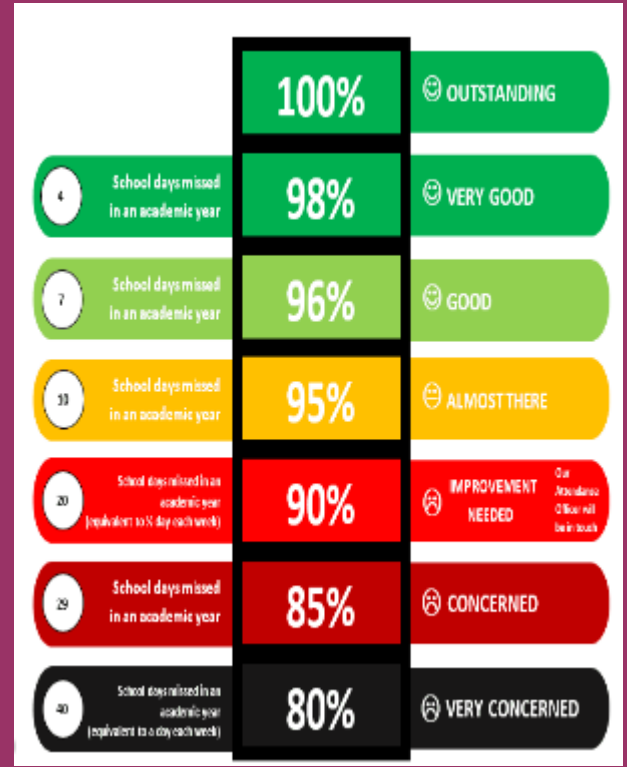 100%
OUTSTANDING
4
School days missed
in an academic year
98%
VERY GOOD
7
School days missed
in an academic year
96%
GOOD
10
School days missed
in an academic year
95%
ALMOST THERE
20
School days missed in an
academic year
(equivalent to ½ day each week)
90%
IMPROVEMENT
NEEDED
Our
Attendance
Officer will
be in touch
29
School days missed
in an academic year
85%
CONCERNED
40
School days missed in an
academic year
(equivalent to a day each week)
80%
VERY CONCERNED